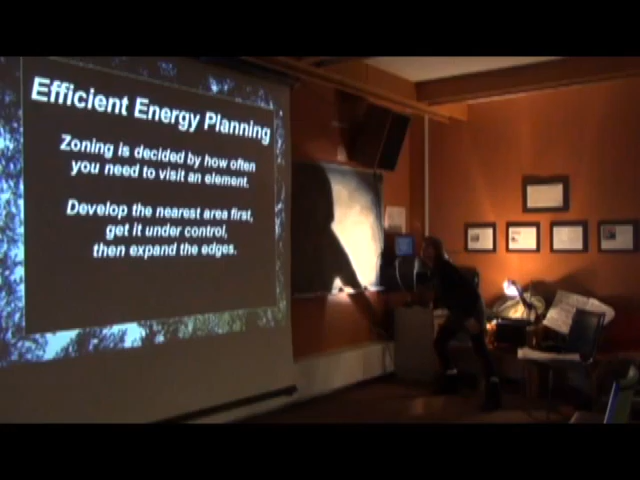 Efficient Energy Planning
Zoning is decided by how often
you need to visit an element.
Develop the nearest area first,
get it under control,
then expand the edges.